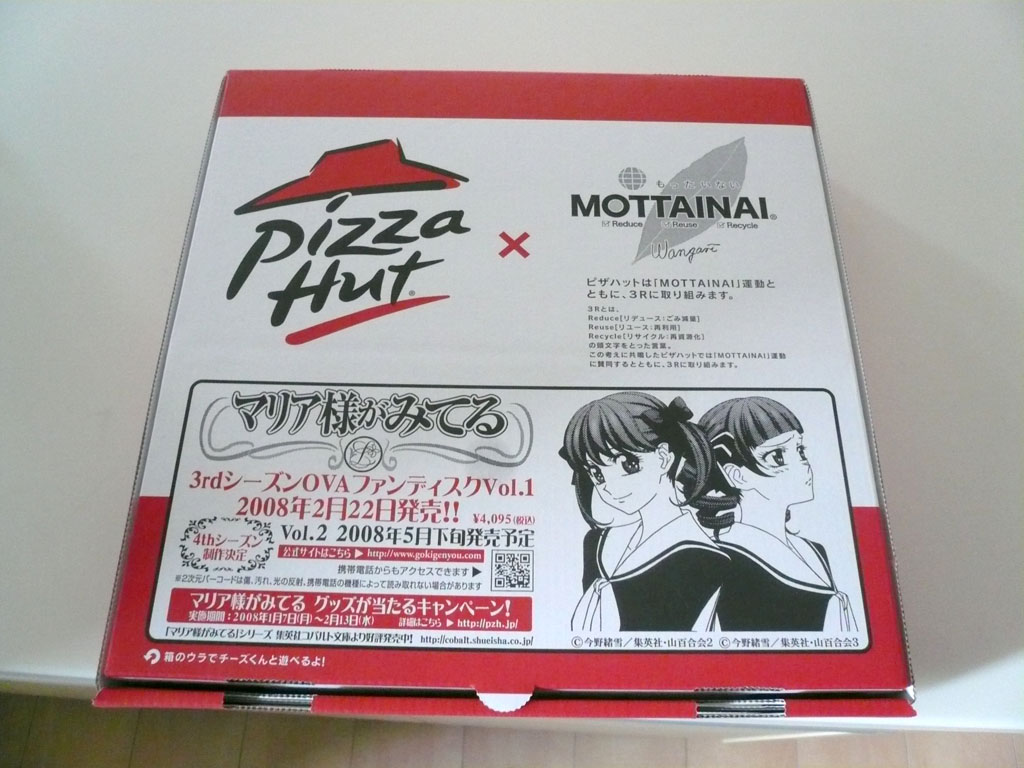 Pizza
Hut®
×
もったいない
MOTTAINAI®
Reduce Reuse Recycle
Wangari
ピザハットは「MOTTAINAI」運動と
ともに、3Rに取り組みます。
3Rとは、
Reduce[リデュース:ごみ減量]
Reuse[リユース:再利用]
Recycle[リサイクル:再資源化]
の頭文字をとった言葉。
この考えに共鳴したピザハットでは「MOTTAINAI」運動
に賛同するとともに、3Rに取り組みます。
マリア様がみてる
3rdシーズンOVAファンディスクVol.1
2008年2月22日発売!! ¥4,095(税込)
4thシーズン
制作決定
Vol.2 2008年5月下旬発売予定
公式サイトはこちら▶http://www.gokigenyou.com
携帯電話からもアクセスできます▶
※2次元バーコードは傷、汚れ、光の反射、携帯電話の機種によって読み取れない場合があります
マリア様がみてる グッズが当たるキャンペーン!
実施期間:2008年1月7日(月)〜2月13日(水) 詳細はこちら▶http://pzh.jp/
「マリア様がみてる」シリーズ 集英社コバルト文庫より好評発売中! http://cobalt.shueisha.co.jp/
©今野緒雪/集英社・山百合会2 ©今野緒雪/集英社・山百合会3
箱のウラでチーズくんと遊べるよ!